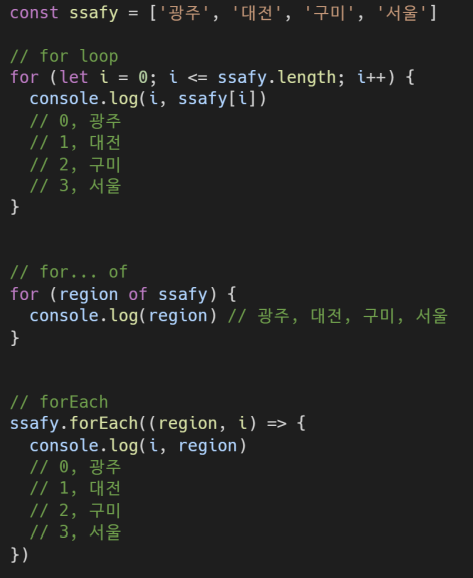 const ssafy = ['광주', '대전', '구미', '서울']
// for loop
for (let i = 0; i <= ssafy.length; i++) {
  console.log(i, ssafy[i])
  // 0, 광주
  // 1, 대전
  // 2, 구미
  // 3, 서울
}
// for... of
for (region of ssafy) {
  console.log(region) // 광주, 대전, 구미, 서울
}
// forEach
ssafy.forEach((region, i) => {
  console.log(i, region)
  // 0, 광주
  // 1, 대전
  // 2, 구미
  // 3, 서울
})